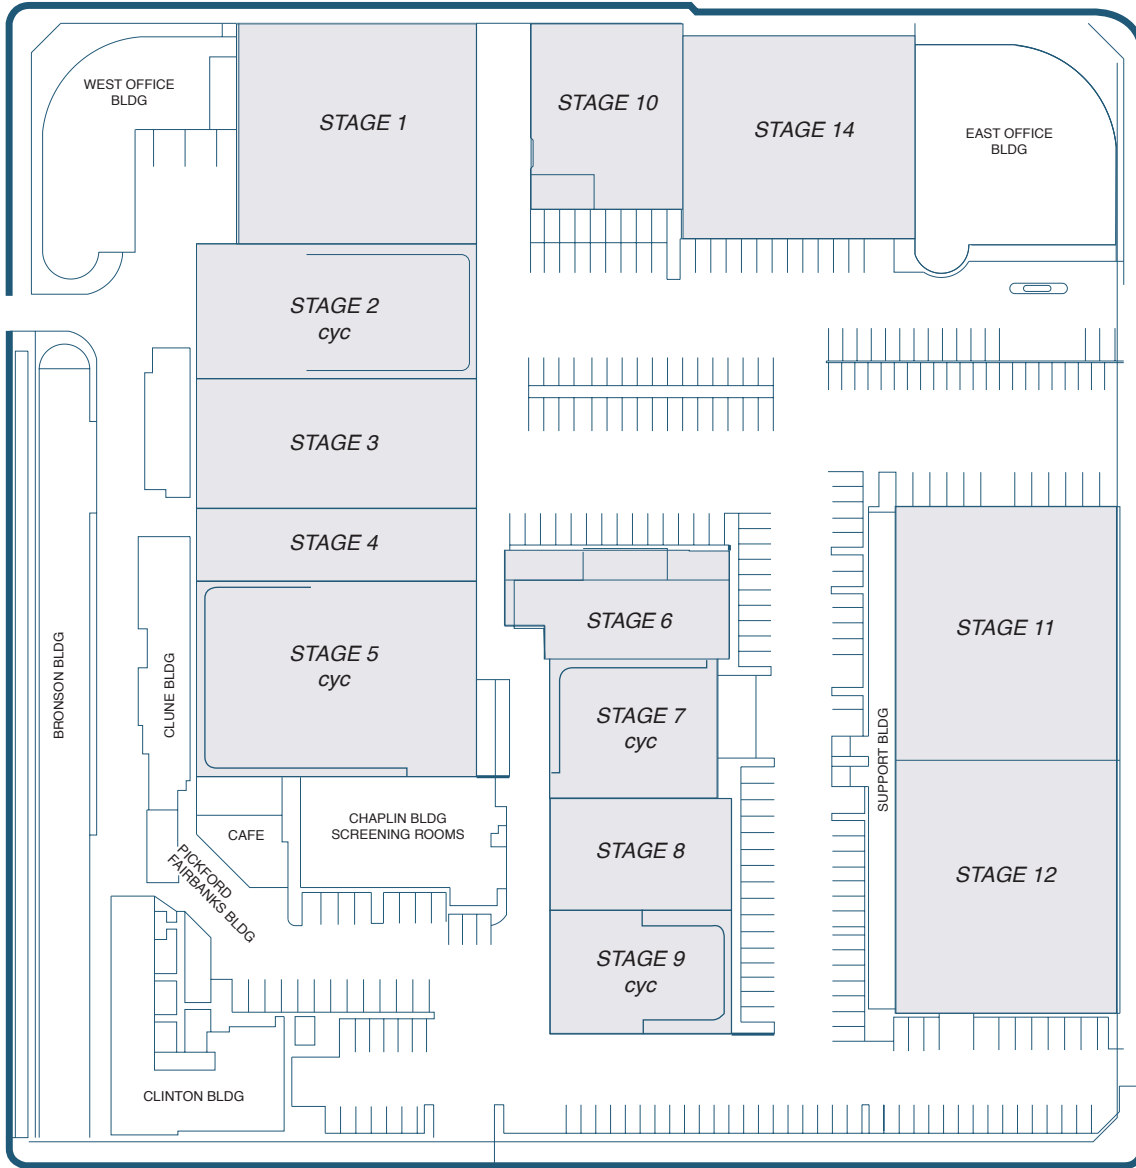 WEST OFFICE
BLDG
STAGE 1
STAGE 10
STAGE 14
EAST OFFICE
BLDG
STAGE 2
cyc
STAGE 3
STAGE 4
STAGE 5
cyc
STAGE 6
STAGE 7
cyc
STAGE 8
STAGE 9
cyc
STAGE 11
STAGE 12
SUPPORT BLDG
BRONSON BLDG
CLUNE BLDG
CAFE
CHAPLIN BLDG
SCREENING ROOMS
PICKFORD
FAIRBANKS BLDG
CLINTON BLDG